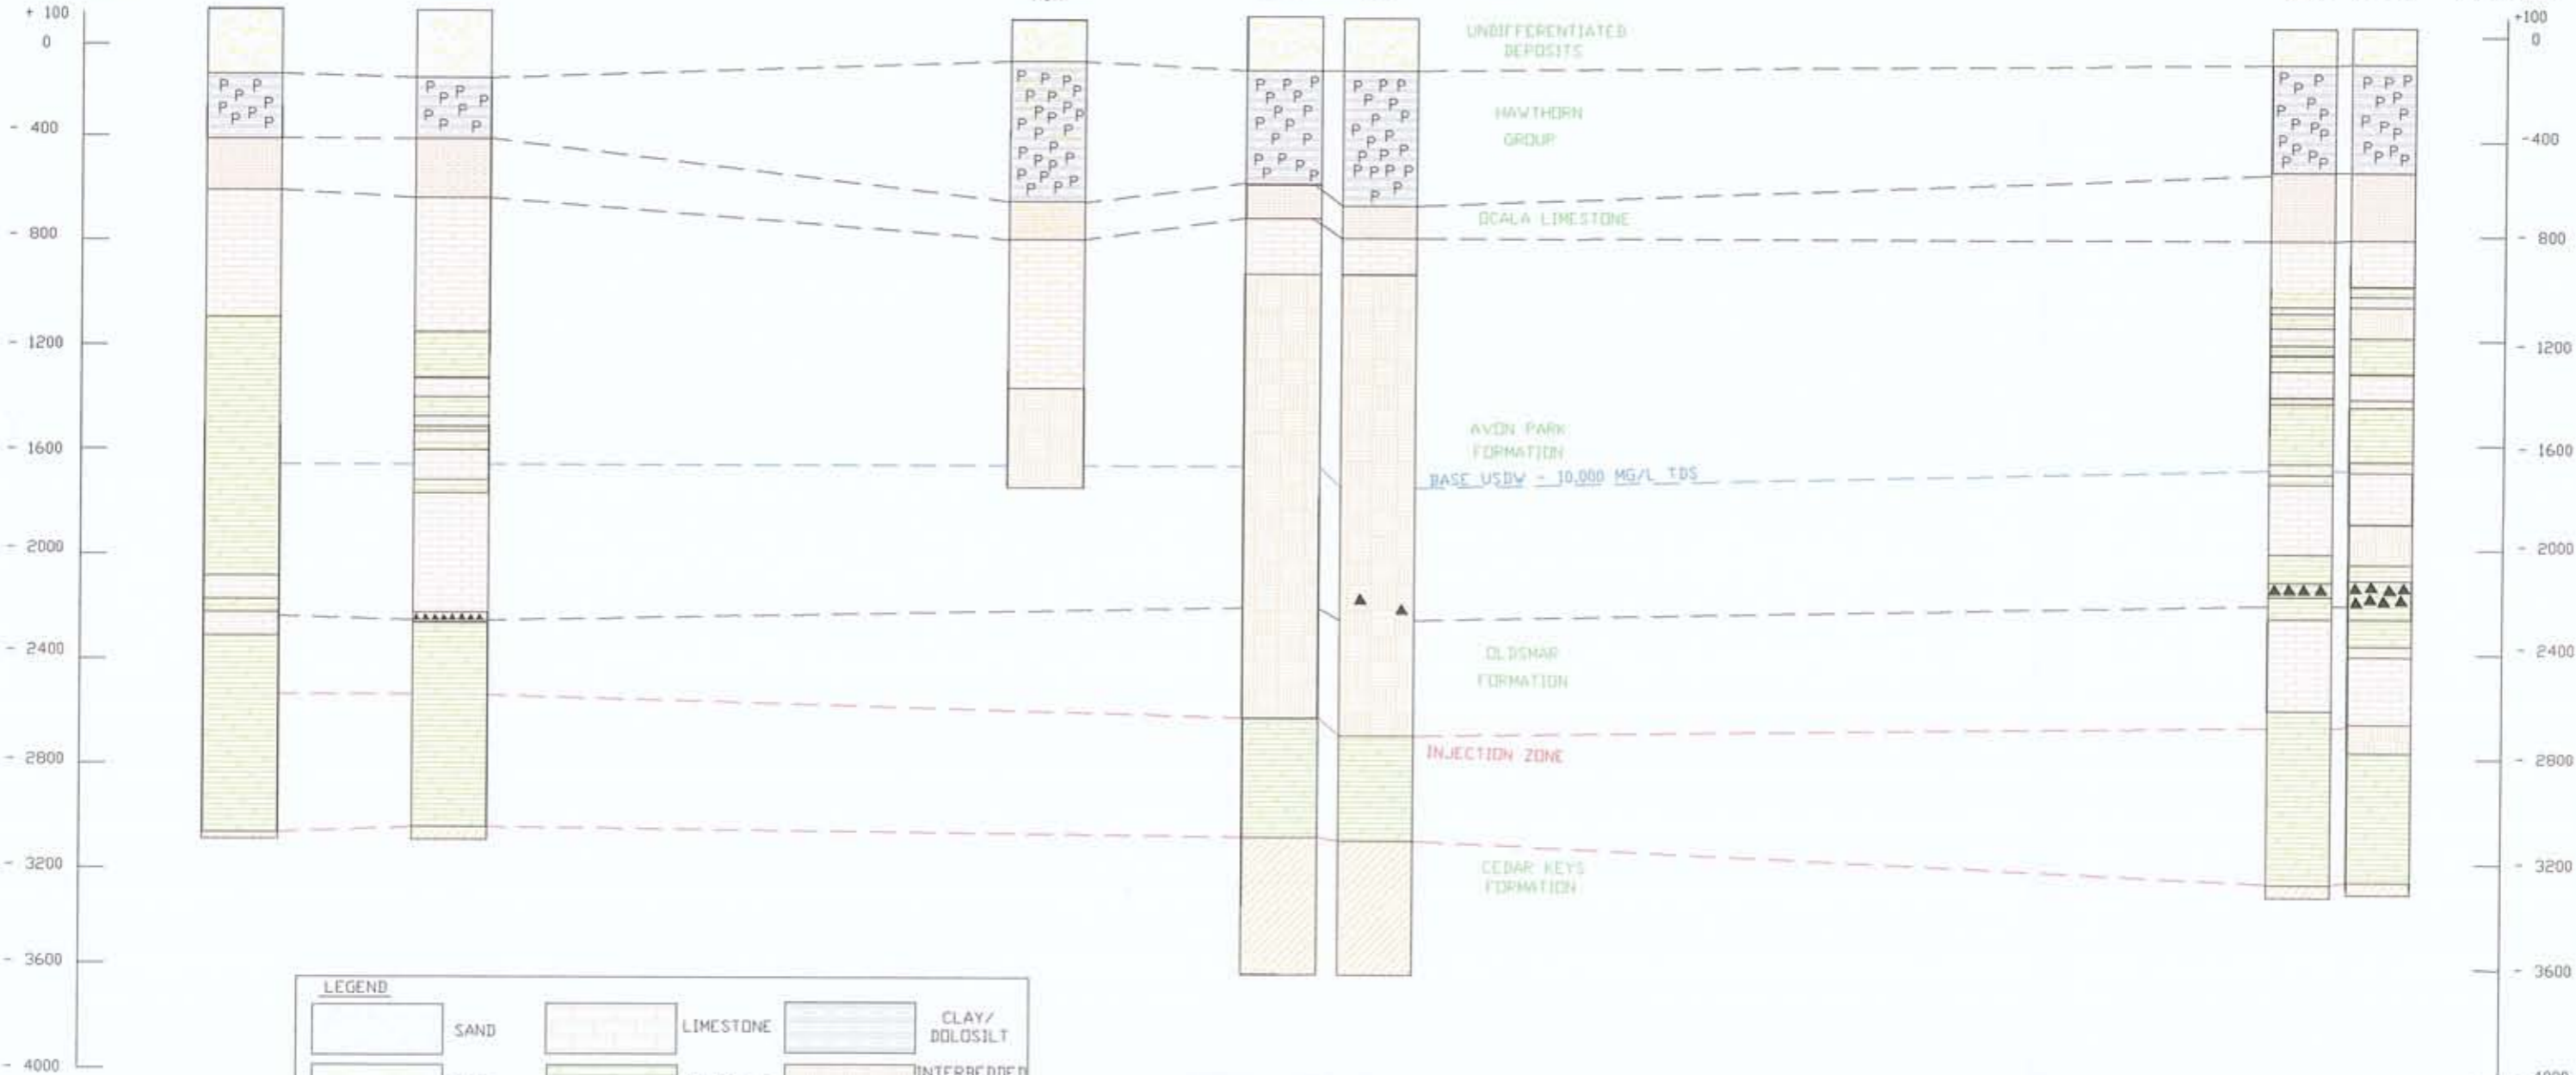 + 100
0
- 400
- 800
- 1200
- 1600
- 2000
- 2400
- 2800
- 3200
- 3600
- 4000
UNDIFFERENTIATED
DEPOSITS
HAWTHORN
GROUP
OCALA LIMESTONE
AVON PARK
FORMATION
BASE USDW - 10,000 MG/L TDS
OLDSMAR
FORMATION
INJECTION ZONE
CEDAR KEYS
FORMATION
+100
0
-400
- 800
- 1200
- 1600
- 2000
- 2400
- 2800
- 3200
- 3600
LEGEND
SAND
LIMESTONE
CLAY/
DOLOSILT
INTERBEDDED